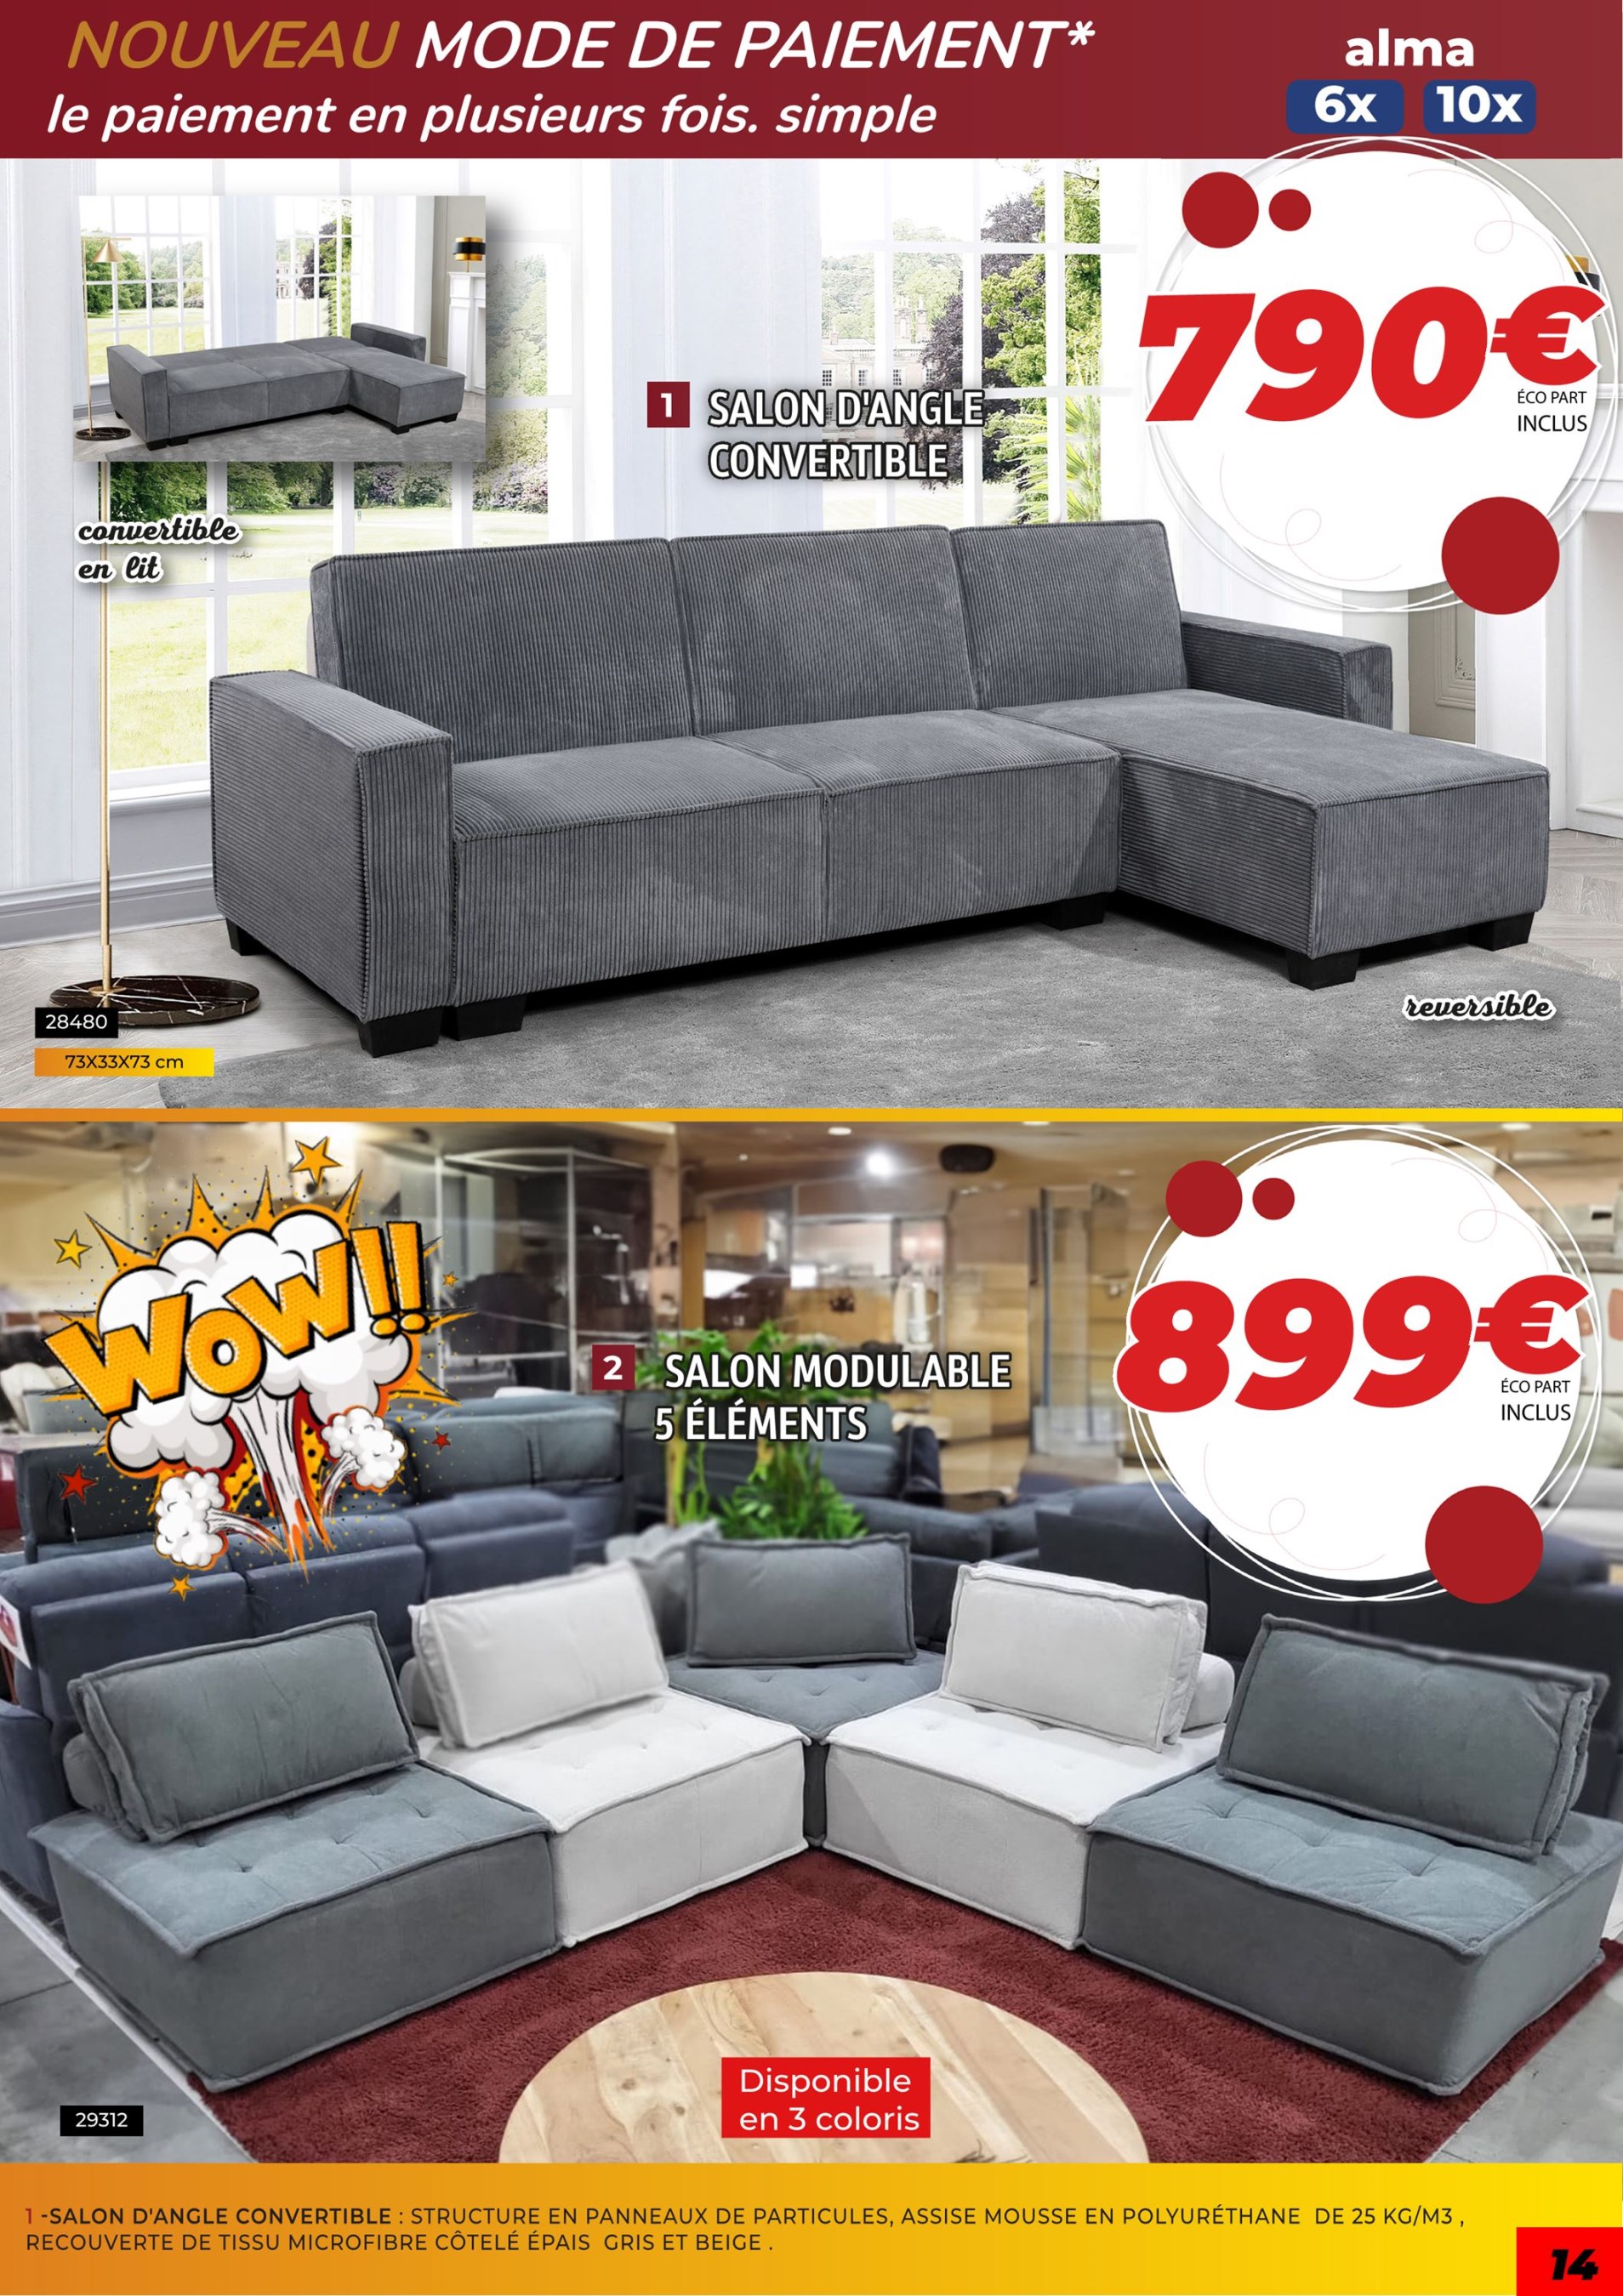 NOUVEAU MODE DE PAIEMENT*
le paiement en plusieurs fois. simple
alma
6x 10x
790€
ÉCO PART
INCLUS
1 SALON D'ANGLE
CONVERTIBLE
convertible
en lit
reversible
28480
73X33X73 cm
WOW!!
899€
ÉCO PART
INCLUS
2 SALON MODULABLE
5 ÉLÉMENTS
Disponible
en 3 coloris
29312
1 -SALON D'ANGLE CONVERTIBLE : STRUCTURE EN PANNEAUX DE PARTICULES, ASSISE MOUSSE EN POLYURÉTHANE DE 25 KG/M3 ,
RECOUVERTE DE TISSU MICROFIBRE CÔTELÉ ÉPAIS GRIS ET BEIGE .
14